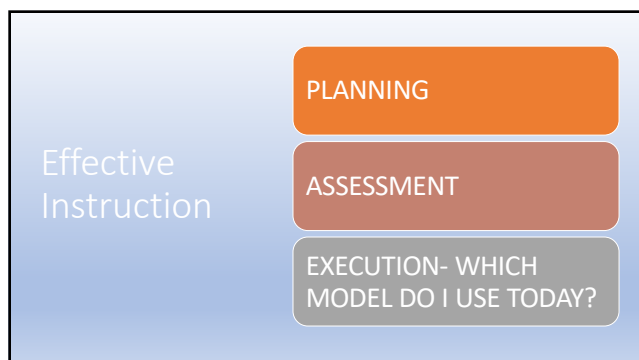 Effective
Instruction
PLANNING
ASSESSMENT
EXECUTION- WHICH
MODEL DO I USE TODAY?